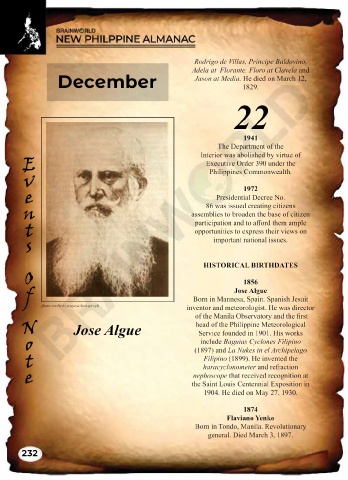 BRAINWORLD
NEW PHILPPINE ALMANAC
December
Events Of Note
Jose Algue
232
Rodrigo de Villas, Principe Baldovino,
Adela at Florante, Floro at Clavela and
Jason at Media. He died on March 12,
1829.
22
1941
The Department of the
Interior was abolished by virtue of
Executive Order 390 under the
Philippines Commonwealth.
1972
Presidential Decree No.
86 was issued creating citizens
assemblies to broaden the base of citizen
participation and to afford them ample
opportunities to express their views on
important national issues.
HISTORICAL BIRTHDATES
1856
Jose Algue
Born in Manresa, Spain. Spanish Jesuit
inventor and meteorologist. He was director
of the Manila Observatory and the first
head of the Philippine Meteorological
Service founded in 1901. His works
include Baguias Cyclones Filipino
(1897) and La Nukes in el Archipelago
Filipino (1899). He invented the
baracyclonometer and refraction
nephoscope that received recognition at
the Saint Louis Centennial Exposition in
1904. He died on May 27, 1930.
1874
Flaviano Yenko
Born in Tondo, Manila. Revolutionary
general. Died March 3, 1897.